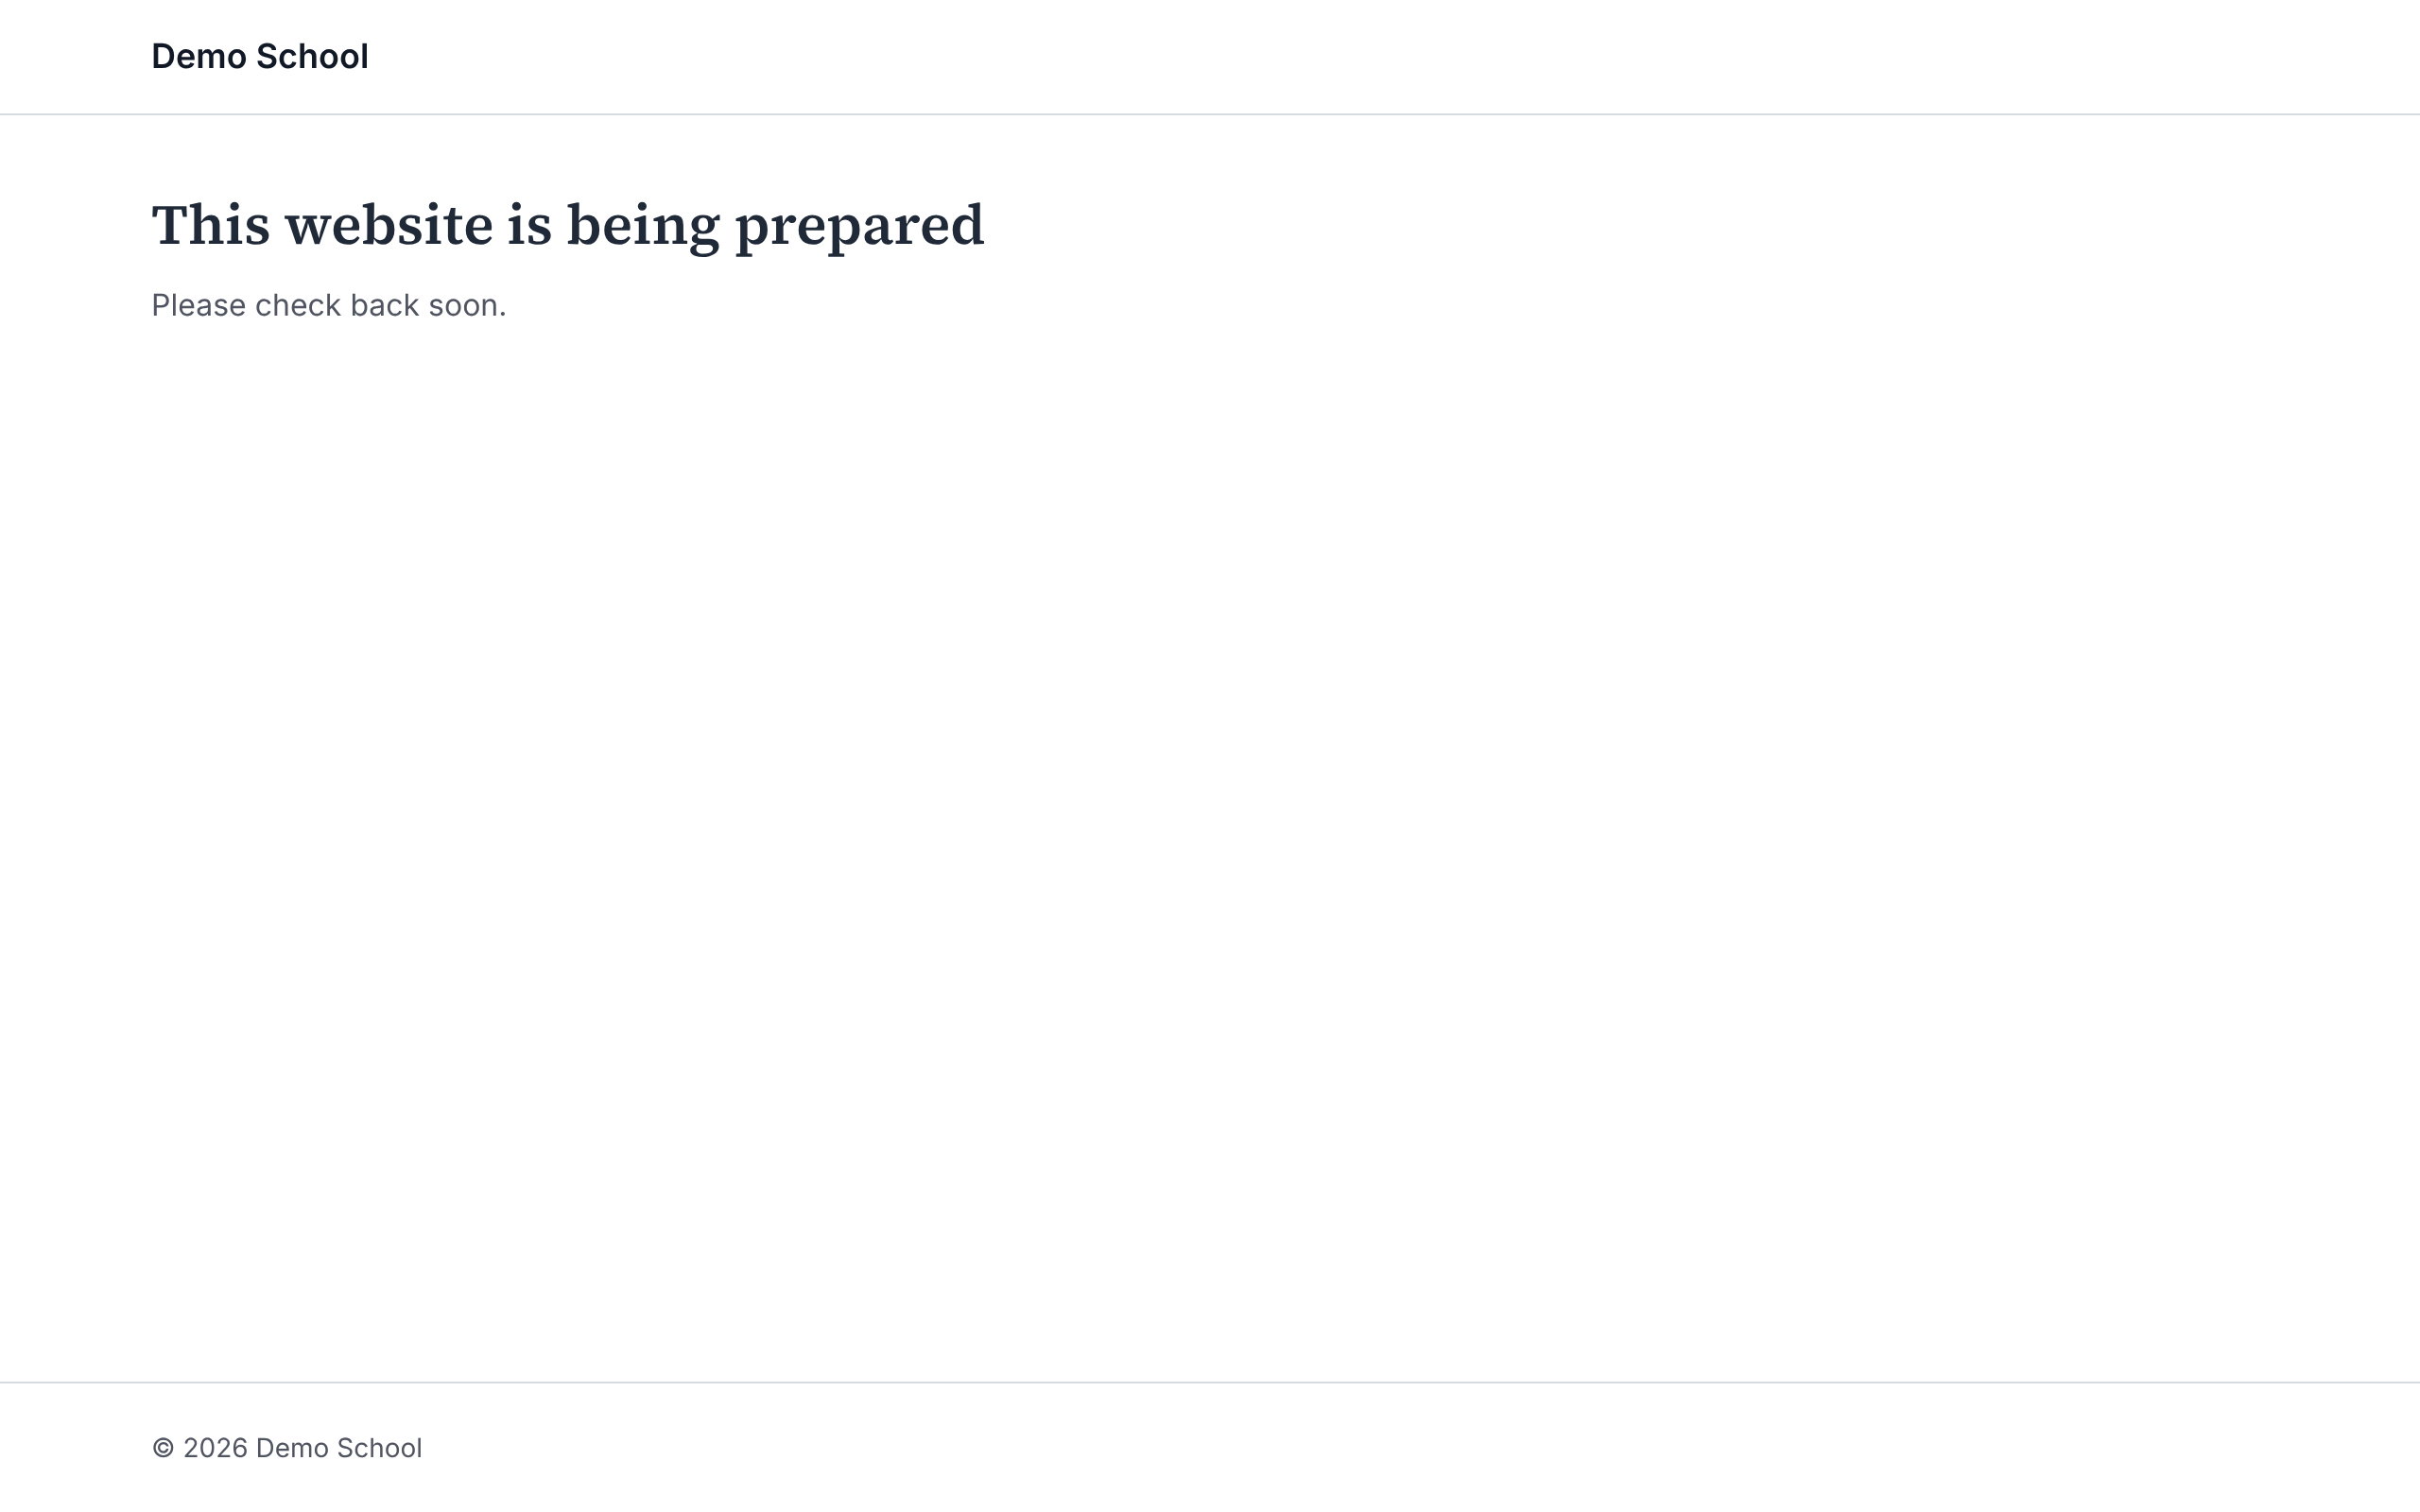 Demo School
This website is being prepared
Please check back soon.
© 2026 Demo School